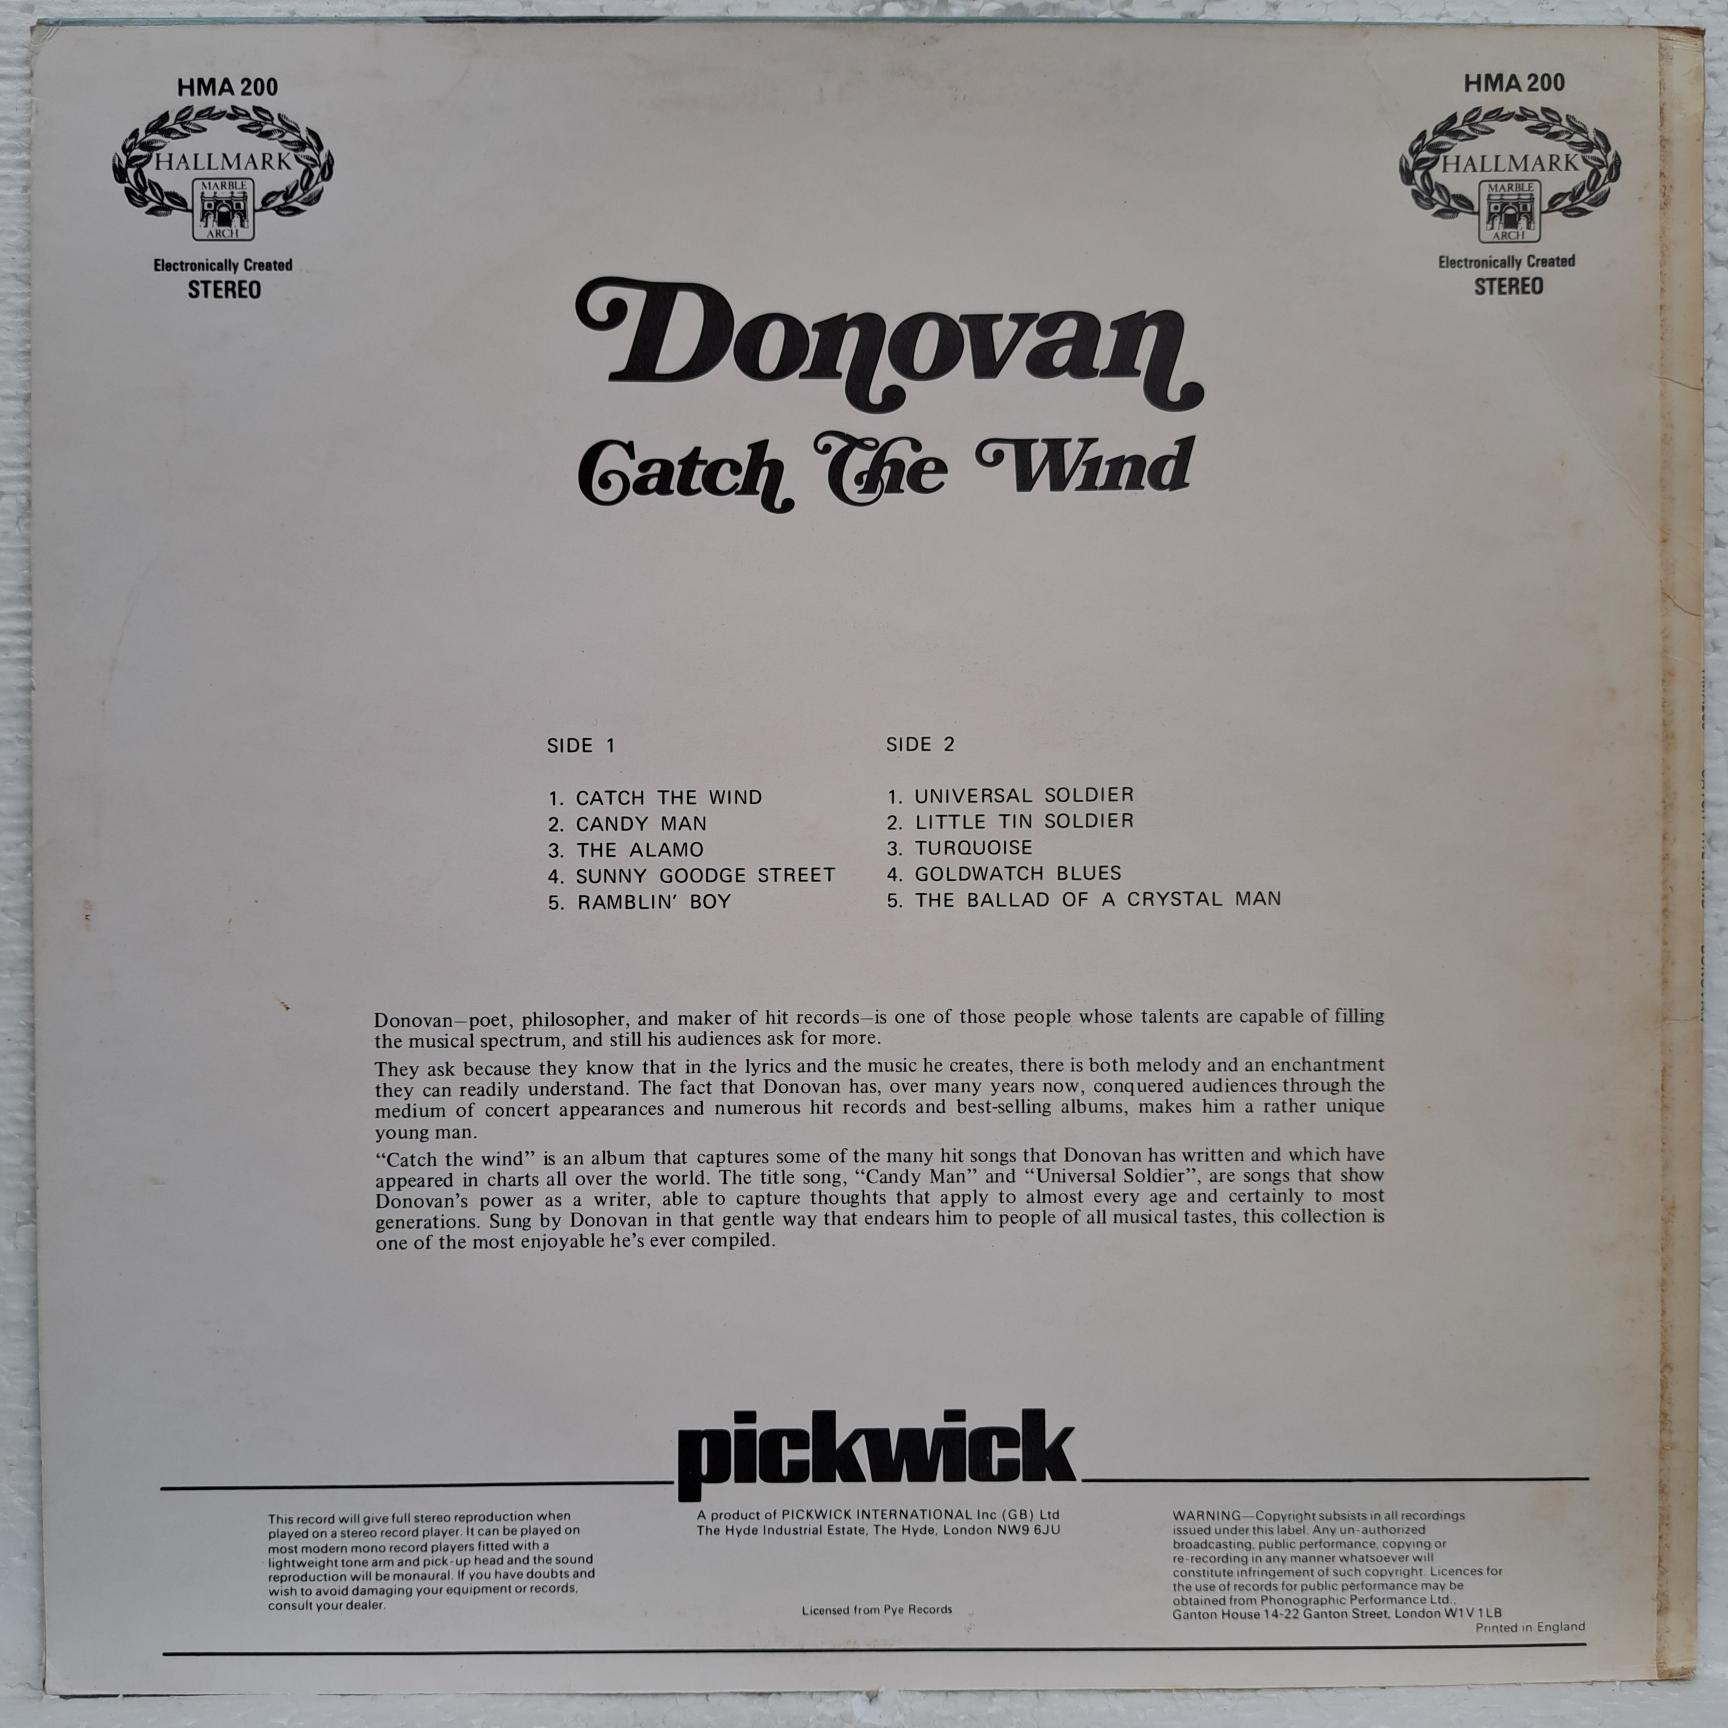 HMA 200
HALLMARK
MARBLE
ARCH
Electronically Created
STEREO
HMA 200
HALLMARK
MARBLE
ARCH
Electronically Created
STEREO
Donovan
Catch The Wind
SIDE 1
1. CATCH THE WIND
2. CANDY MAN
3. THE ALAMO
4. SUNNY GOODGE STREET
5. RAMBLIN' BOY
SIDE 2
1. UNIVERSAL SOLDIER
2. LITTLE TIN SOLDIER
3. TURQUOISE
4. GOLDWATCH BLUES
5. THE BALLAD OF A CRYSTAL MAN
Donovan—poet, philosopher, and maker of hit records—is one of those people whose talents are capable of filling
the musical spectrum, and still his audiences ask for more.
They ask because they know that in the lyrics and the music he creates, there is both melody and an enchantment
they can readily understand. The fact that Donovan has, over many years now, conquered audiences through the
medium of concert appearances and numerous hit records and best-selling albums, makes him a rather unique
young man.
“Catch the wind” is an album that captures some of the many hit songs that Donovan has written and which have
appeared in charts all over the world. The title song, “Candy Man” and “Universal Soldier”, are songs that show
Donovan’s power as a writer, able to capture thoughts that apply to almost every age and certainly to most
generations. Sung by Donovan in that gentle way that endears him to people of all musical tastes, this collection is
one of the most enjoyable he’s ever compiled.
pickwick
This record will give full stereo reproduction when
played on a stereo record player. It can be played on
most modern mono record players fitted with a
lightweight tone arm and pick-up head and the sound
reproduction will be monaural. If you have doubts and
wish to avoid damaging your equipment or records,
consult your dealer.
A product of PICKWICK INTERNATIONAL Inc (GB) Ltd
The Hyde Industrial Estate, The Hyde, London NW9 6JU
Licensed from Pye Records
WARNING—Copyright subsists in all recordings
issued under this label. Any un-authorized
broadcasting, public performance, copying or
re-recording in any manner whatsoever will
constitute infringement of such copyright. Licences for
the use of records for public performance may be
obtained from Phonographic Performance Ltd.,
Ganton House 14-22 Ganton Street, London W1V 1LB
Printed in England